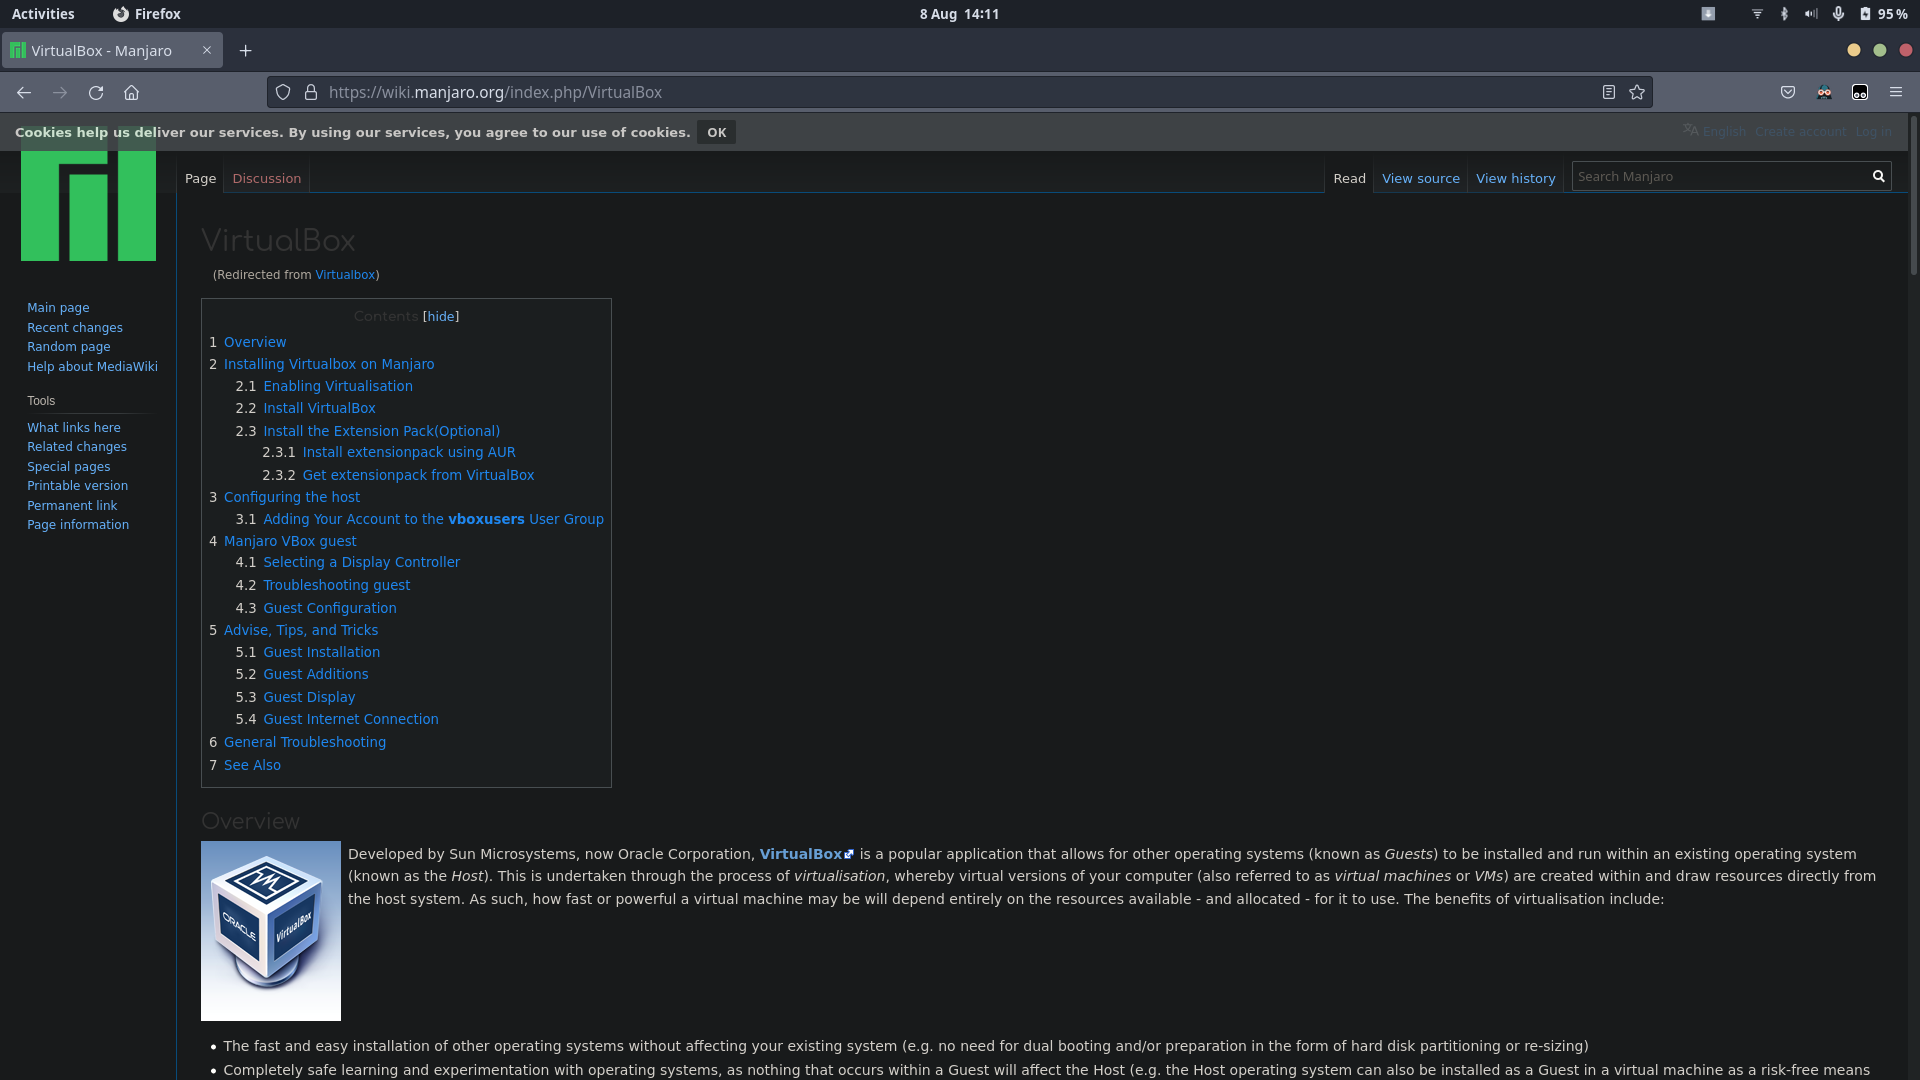 Activities
Firefox
8 Aug 14:11
95 %
VirtualBox - Manjaro
https://wiki.manjaro.org/index.php/VirtualBox
Cookies help us deliver our services. By using our services, you agree to our use of cookies. OK
English Create account Log in
Page Discussion
Read View source View history Search Manjaro
VirtualBox
(Redirected from Virtualbox)
Main page
Recent changes
Random page
Help about MediaWiki
Tools
What links here
Related changes
Special pages
Printable version
Permanent link
Page information
Contents [hide]
1 Overview
2 Installing Virtualbox on Manjaro
2.1 Enabling Virtualisation
2.2 Install VirtualBox
2.3 Install the Extension Pack(Optional)
2.3.1 Install extensionpack using AUR
2.3.2 Get extensionpack from VirtualBox
3 Configuring the host
3.1 Adding Your Account to the vboxusers User Group
4 Manjaro VBox guest
4.1 Selecting a Display Controller
4.2 Troubleshooting guest
4.3 Guest Configuration
5 Advise, Tips, and Tricks
5.1 Guest Installation
5.2 Guest Additions
5.3 Guest Display
5.4 Guest Internet Connection
6 General Troubleshooting
7 See Also
Overview
ORACLE
VirtualBox
Developed by Sun Microsystems, now Oracle Corporation, VirtualBox is a popular application that allows for other operating systems (known as Guests) to be installed and run within an existing operating system
(known as the Host). This is undertaken through the process of virtualisation, whereby virtual versions of your computer (also referred to as virtual machines or VMs) are created within and draw resources directly from
the host system. As such, how fast or powerful a virtual machine may be will depend entirely on the resources available - and allocated - for it to use. The benefits of virtualisation include:
• The fast and easy installation of other operating systems without affecting your existing system (e.g. no need for dual booting and/or preparation in the form of hard disk partitioning or re-sizing)
• Completely safe learning and experimentation with operating systems, as nothing that occurs within a Guest will affect the Host (e.g. the Host operating system can also be installed as a Guest in a virtual machine as a risk-free means